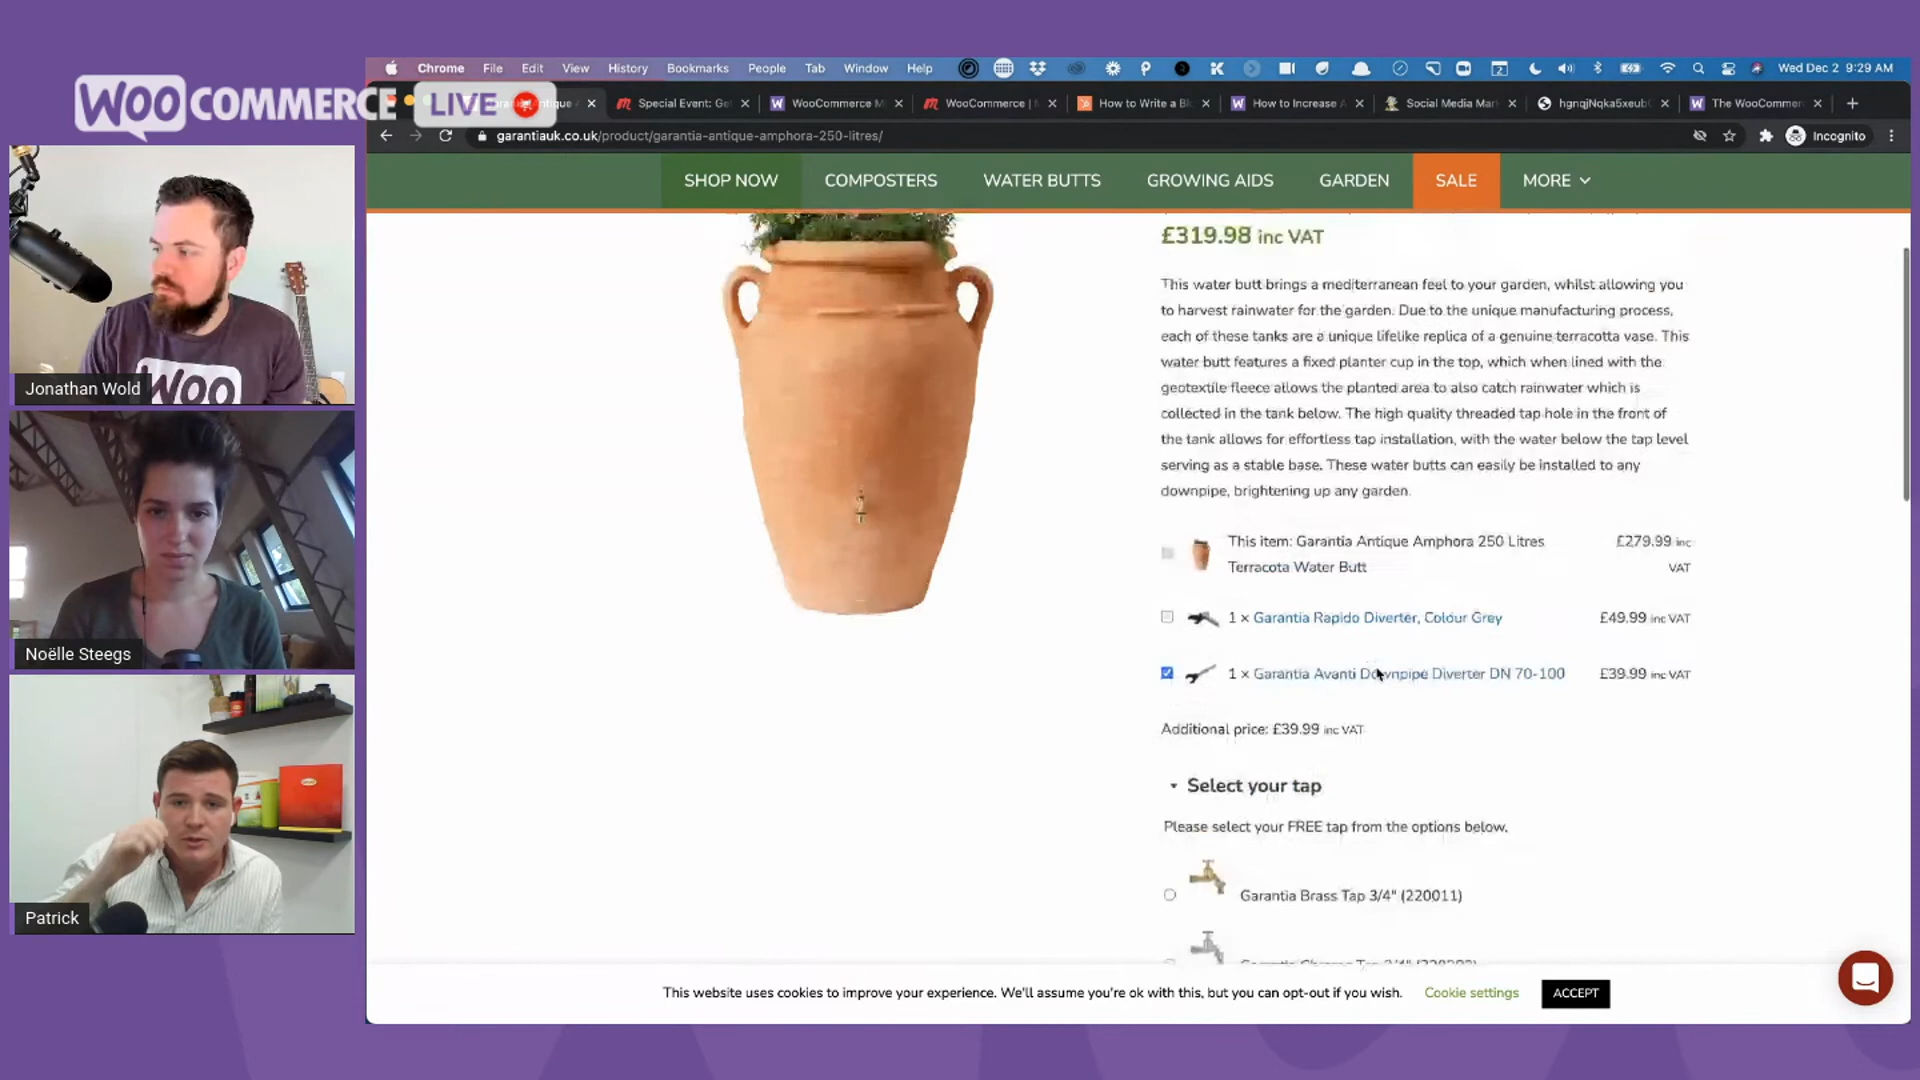 Chrome File Edit View History Bookmarks People Tab Window Help Wed Dec 2 9:29 AM
WOOCOMMERCE LIVE
Special Event: Ge
WooCommerce M
WooCommerce | M
How to Write a Bl
How to Increase A
Social Media Mar
hgnqjNqka5xeub
The WooCommer
garantiauk.co.uk/product/garantia-antique-amphora-250-litres/
Incognito
SHOP NOW COMPOSTERS WATER BUTTS GROWING AIDS GARDEN SALE MORE
£319.98 inc VAT
This water butt brings a mediterranean feel to your garden, whilst allowing you
to harvest rainwater for the garden. Due to the unique manufacturing process,
each of these tanks are a unique lifelike replica of a genuine terracotta vase. This
water butt features a fixed planter cup in the top, which when lined with the
geotextile fleece allows the planted area to also catch rainwater which is
collected in the tank below. The high quality threaded tap hole in the front of
the tank allows for effortless tap installation, with the water below the tap level
serving as a stable base. These water butts can easily be installed to any
downpipe, brightening up any garden.
This item: Garantia Antique Amphora 250 Litres
Terracota Water Butt
£279.99 inc
VAT
1 × Garantia Rapido Diverter, Colour Grey £49.99 inc VAT
1 × Garantia Avanti Downpipe Diverter DN 70-100 £39.99 inc VAT
Additional price: £39.99 inc VAT
Select your tap
Please select your FREE tap from the options below.
Garantia Brass Tap 3/4" (220011)
This website uses cookies to improve your experience. We'll assume you're ok with this, but you can opt-out if you wish. Cookie settings ACCEPT
WOO
Jonathan Wold
Noëlle Steegs
Patrick